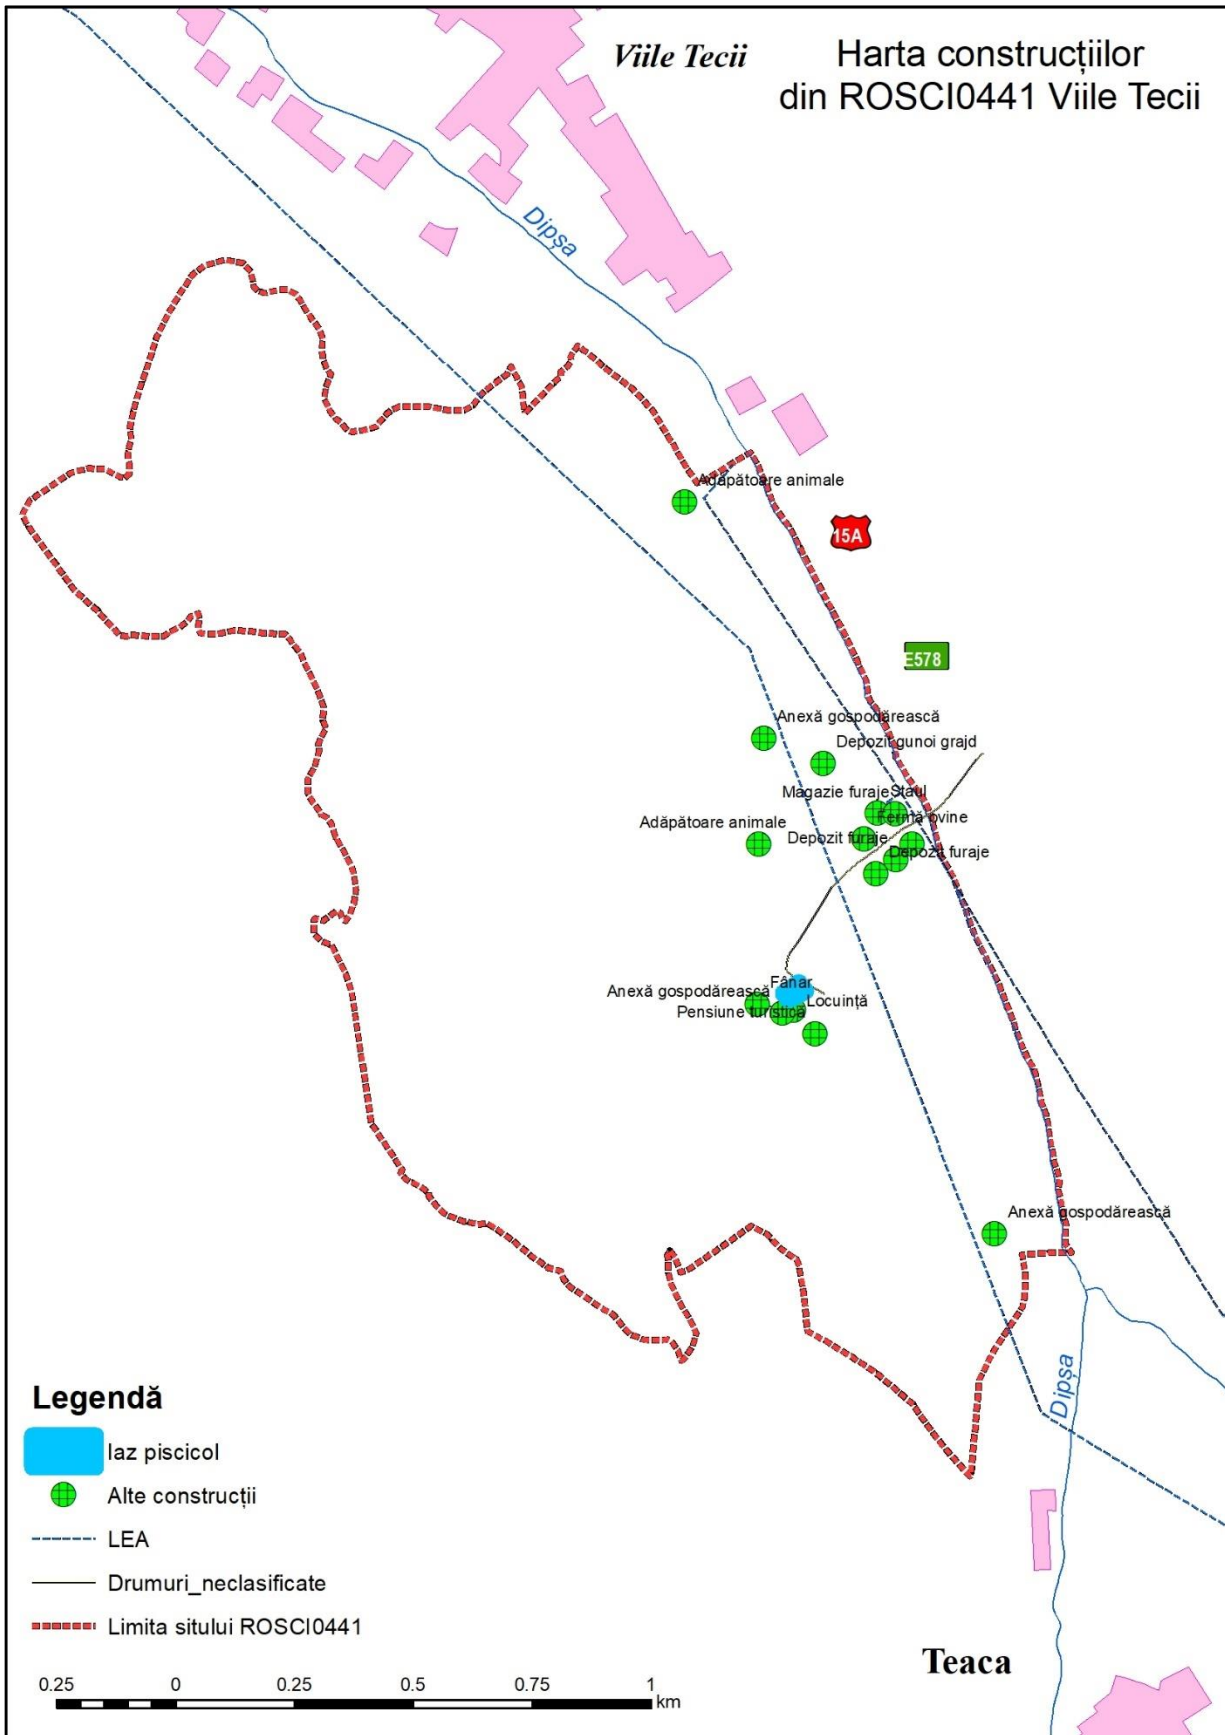 Viile Tecii
Harta construcțiilor
din ROSCI0441 Viile Tecii
Dipșa
Adăpătoare animale
15A
E578
Anexă gospodărească
Depozit gunoi grajd
Magazie furaje
Staul
Fermă ovine
Adăpătoare animale
Depozit furaje
Depozit furaje
Fânar
Anexă gospodărească
Locuință
Pensiune turistică
Anexă gospodărească
Dipșa
Legendă
Iaz piscicol
Alte construcții
LEA
Drumuri_neclasificate
Limita sitului ROSCI0441
Teaca
0.25 0 0.25 0.5 0.75 1
km